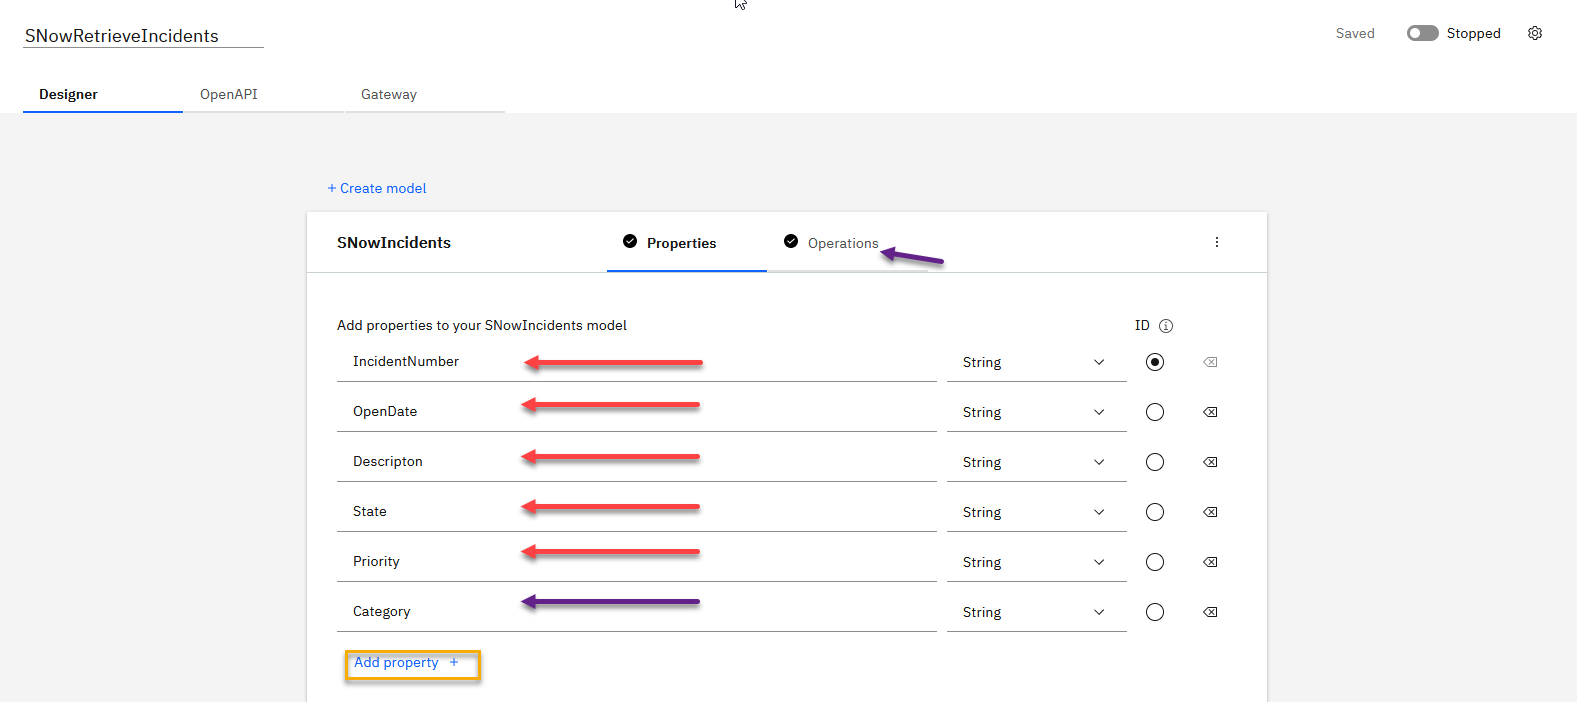 SNowRetrieveIncidents
Saved Stopped
Designer OpenAPI Gateway
+ Create model
SNowIncidents Properties Operations
Add properties to your SNowIncidents model ID
IncidentNumber String
OpenDate String
Descripton String
State String
Priority String
Category String
Add property +